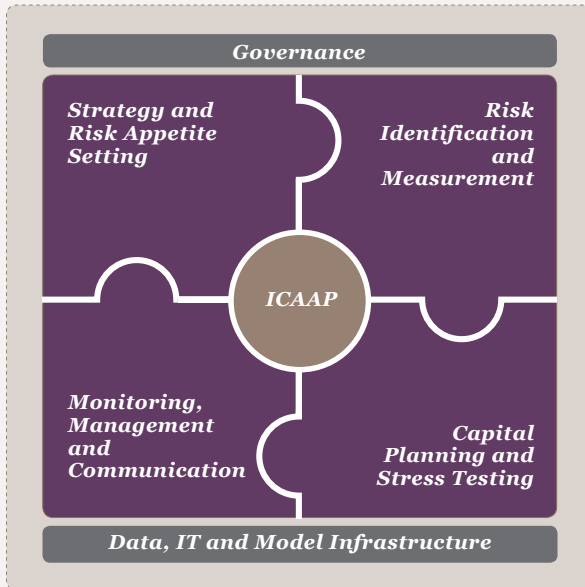 Governance
Strategy and
Risk Appetite
Setting
Risk
Identification
and
Measurement
ICAAP
Monitoring,
Management
and
Communication
Capital
Planning and
Stress Testing
Data, IT and Model Infrastructure